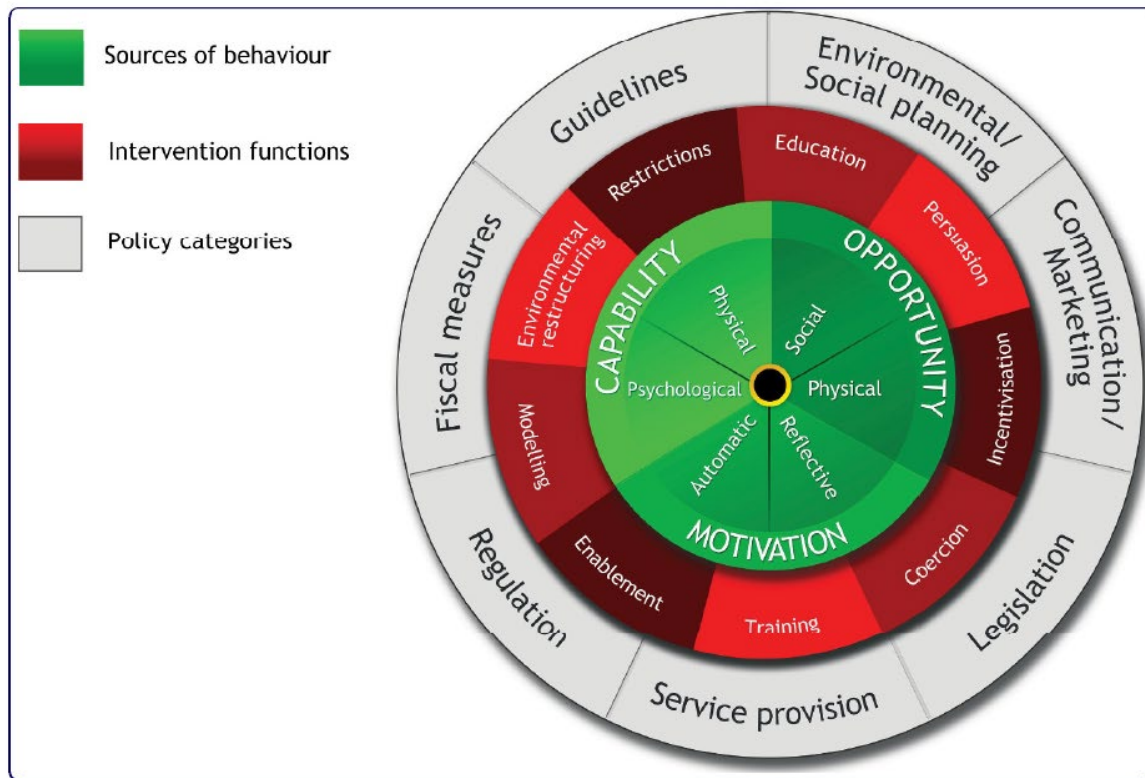 Sources of behaviour
Intervention functions
Policy categories
Guidelines
Environmental/
Social planning
Communication/
Marketing
Legislation
Service provision
Regulation
Fiscal measures
Restrictions
Education
Persuasion
Incentivisation
Coercion
Training
Enablement
Modelling
Environmental
restructuring
CAPABILITY
OPPORTUNITY
MOTIVATION
Physical
Social
Physical
Reflective
Automatic
Psychological